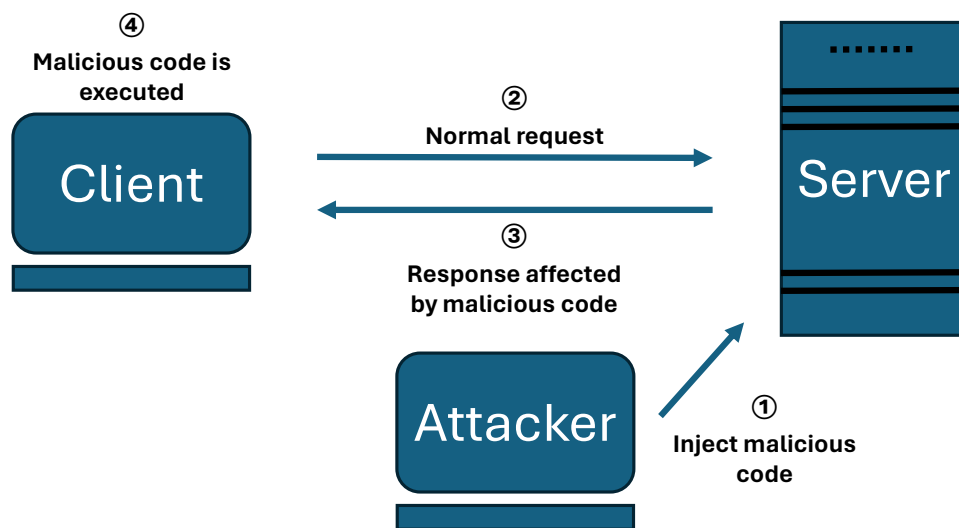 ④
Malicious code is
executed
Client
②
Normal request
③
Response affected
by malicious code
Server
Attacker
①
Inject malicious
code